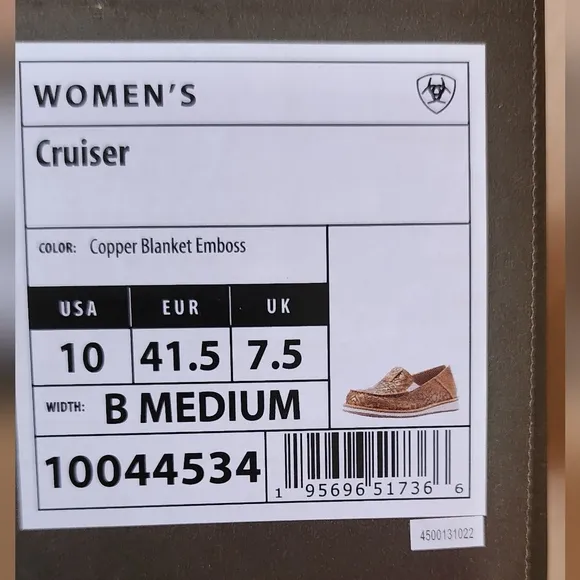 WOMEN'S
Cruiser
COLOR: Copper Blanket Emboss
USA EUR UK
10 41.5 7.5
WIDTH: B MEDIUM
10044534
1 95696 51736 6
4500131022